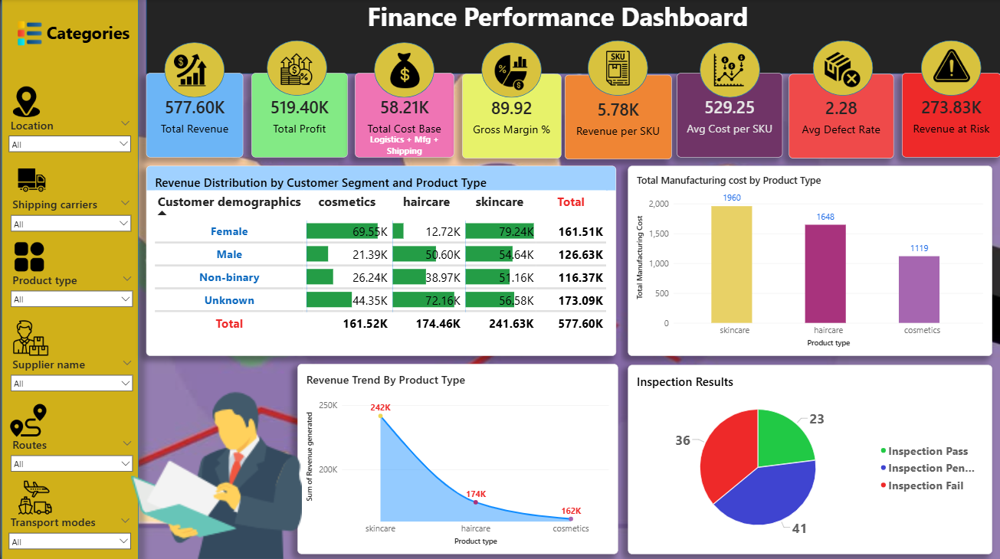 Finance Performance Dashboard
Categories
Location
All
Shipping carriers
All
Product type
All
Supplier name
All
Routes
All
Transport modes
All
577.60K
Total Revenue
519.40K
Total Profit
58.21K
Total Cost Base
Logistics + Mfg +
Shipping
89.92
Gross Margin %
SKU
5.78K
Revenue per SKU
529.25
Avg Cost per SKU
2.28
Avg Defect Rate
273.83K
Revenue at Risk
Revenue Distribution by Customer Segment and Product Type
Customer demographics cosmetics haircare skincare Total
Female 69.55K 12.72K 79.24K 161.51K
Male 21.39K 50.60K 54.64K 126.63K
Non-binary 26.24K 38.97K 51.16K 116.37K
Unknown 44.35K 72.16K 56.58K 173.09K
Total 161.52K 174.46K 241.63K 577.60K
Total Manufacturing cost by Product Type
Total Manufacturing Cost
2,000
1,500
1,000
500
0
1960
1648
1119
skincare haircare cosmetics
Product type
Revenue Trend By Product Type
Sum of Revenue generated
250K
200K
242K
174K
162K
skincare haircare cosmetics
Product type
Inspection Results
23
36
41
Inspection Pass
Inspection Pen...
Inspection Fail